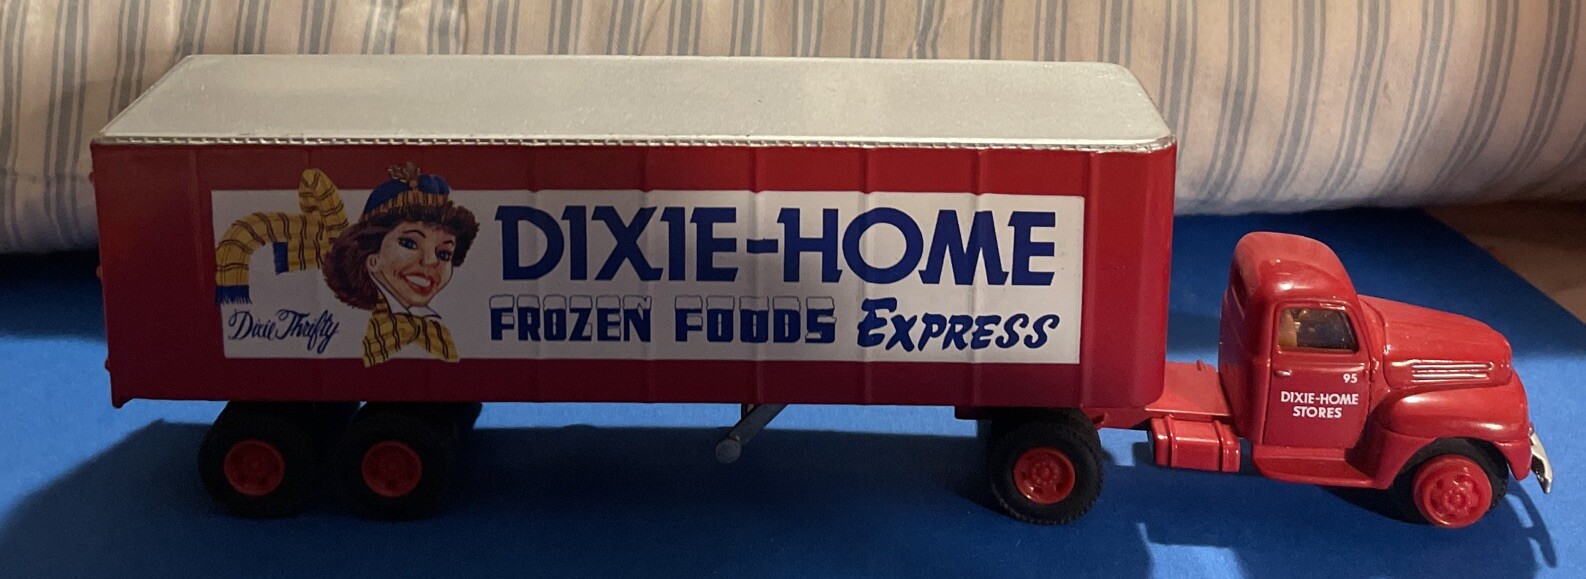 DIXIE-HOME
FROZEN FOODS EXPRESS
Dixie Thrifty
95
DIXIE-HOME
STORES